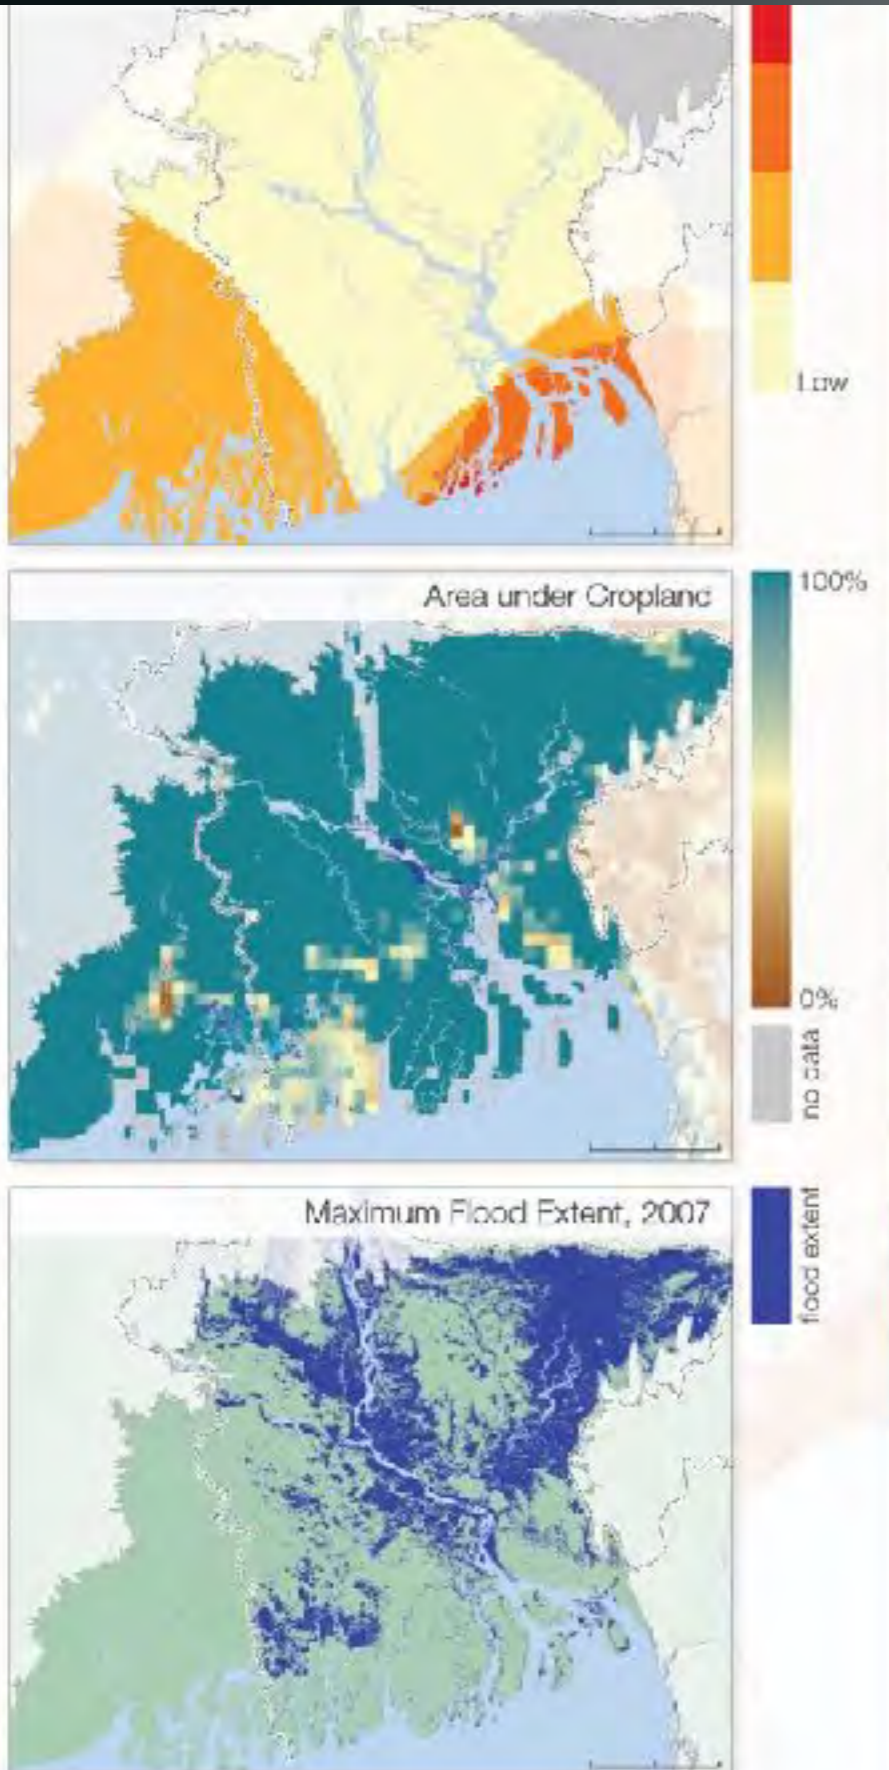 Low
Area under Cropland
100%
0%
no data
Maximum Flood Extent, 2007
flood extent